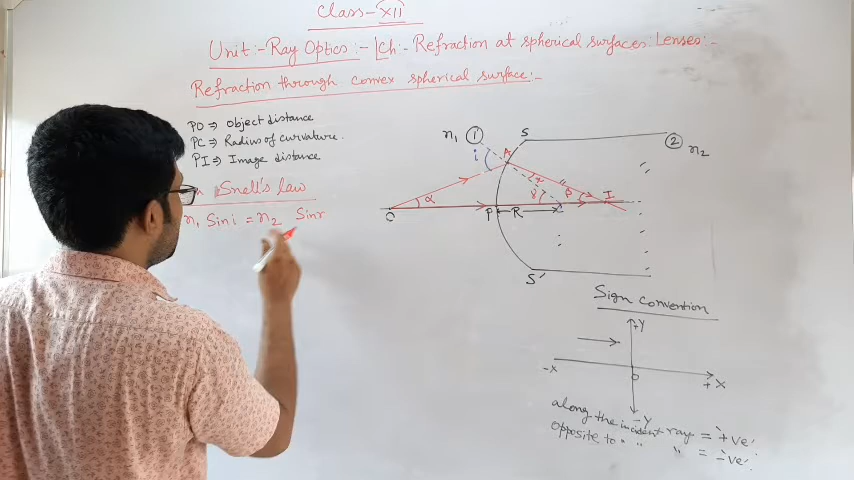 Class-XII
Unit:- Ray Optics:- Ch:- Refraction at spherical surfaces: Lenses:-
Refraction through convex spherical surface:-
PO ⇒ Object distance
PC ⇒ Radius of curvature.
PI ⇒ Image distance
Snell's law
n₁ Sin i = n₂ Sin r
n₁ ①
S
② n₂
i
A
r
α
γ
β
I
O
P
R
S'
Sign convention
+Y
-X
O
+X
-Y
along the incident ray = +ve
opposite to " " " = -ve